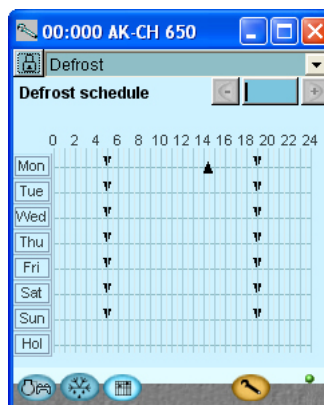 00:000 AK-CH 650
Defrost
Defrost schedule
0 2 4 6 8 10 12 14 16 18 20 22 24
Mon
Tue
Wed
Thu
Fri
Sat
Sun
Hol